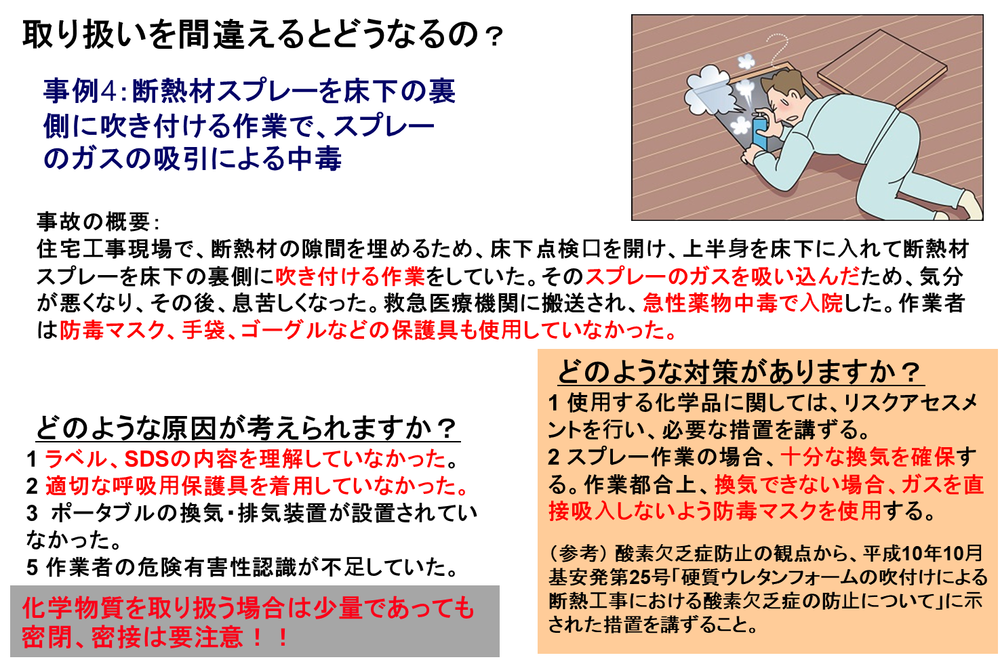 取り扱いを間違えるとどうなるの？
事例4：断熱材スプレーを床下の裏
側に吹き付ける作業で、スプレー
のガスの吸引による中毒
事故の概要：
住宅工事現場で、断熱材の隙間を埋めるため、床下点検口を開け、上半身を床下に入れて断熱材
スプレーを床下の裏側に吹き付ける作業をしていた。そのスプレーのガスを吸い込んだため、気分
が悪くなり、その後、息苦しくなった。救急医療機関に搬送され、急性薬物中毒で入院した。作業者
は防毒マスク、手袋、ゴーグルなどの保護具も使用していなかった。
どのような原因が考えられますか？
1 ラベル、SDSの内容を理解していなかった。
2 適切な呼吸用保護具を着用していなかった。
3 ポータブルの換気・排気装置が設置されてい
なかった。
5 作業者の危険有害性認識が不足していた。
化学物質を取り扱う場合は少量であっても
密閉、密接は要注意！！
どのような対策がありますか？
1 使用する化学品に関しては、リスクアセスメ
ントを行い、必要な措置を講ずる。
2 スプレー作業の場合、十分な換気を確保す
る。作業都合上、換気できない場合、ガスを直
接吸入しないよう防毒マスクを使用する。
（参考）酸素欠乏症防止の観点から、平成10年10月
基安発第25号「硬質ウレタンフォームの吹付けによる
断熱工事における酸素欠乏症の防止について」に示
された措置を講ずること。